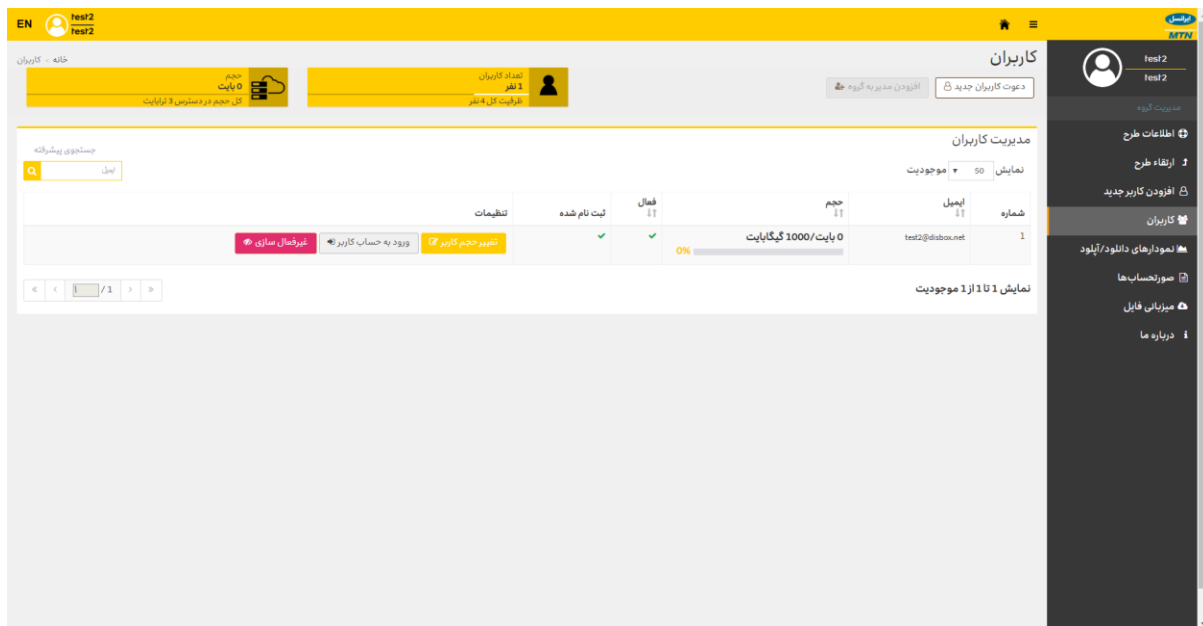 ایرانسل
MTN
EN
test2
test2
test2
test2
مدیریت گروه
اطلاعات طرح
ارتقاء طرح
افزودن کاربر جدید
کاربران
نمودارهای دانلود/آپلود
صورتحساب‌ها
میزبانی فایل
درباره ما
کاربران
خانه > کاربران
دعوت کاربران جدید
افزودن مدیر به گروه
تعداد کاربران
1 نفر
ظرفیت کل 4 نفر
حجم
0 بایت
کل حجم در دسترس 3 ترابایت
مدیریت کاربران
جستجوی پیشرفته
نمایش 50 موجودیت
ایمیل
شماره ایمیل حجم فعال ثبت نام شده تنظیمات
1 test2@disbox.net 0 بایت/1000 گیگابایت 0% تغییر حجم کاربر ورود به حساب کاربر غیرفعال سازی
نمایش 1 تا 1 از 1 موجودیت
« ‹ 1 / 1 › »